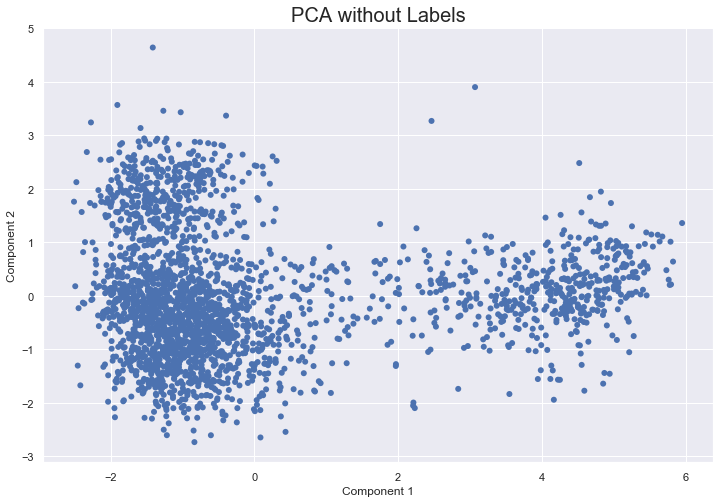 PCA without Labels
5
4
3
2
1
0
−1
−2
−3
Component 2
−2 0 2 4 6
Component 1